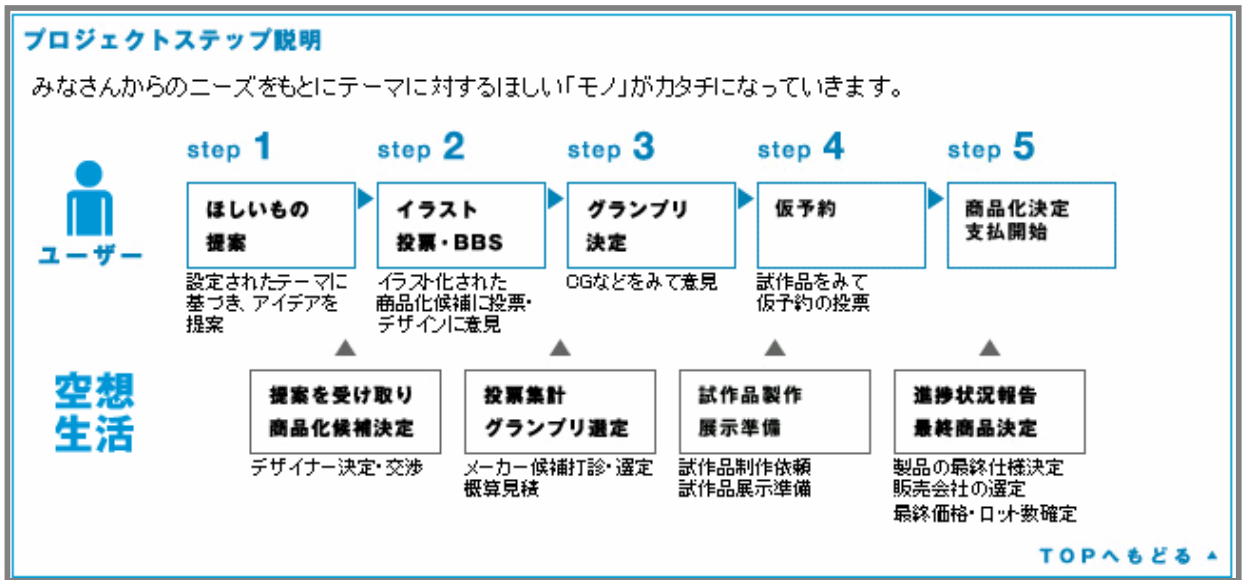 プロジェクトステップ説明
みなさんからのニーズをもとにテーマに対するほしい「モノ」がカタチになっていきます。
step 1
step 2
step 3
step 4
step 5
ユーザー
ほしいもの
提案
イラスト
投票・BBS
グランプリ
決定
仮予約
商品化決定
支払開始
設定されたテーマに
基づき、アイデアを
提案
イラスト化された
商品化候補に投票・
デザインに意見
CGなどをみて意見
試作品をみて
仮予約の投票
空想
生活
提案を受け取り
商品化候補決定
投票集計
グランプリ選定
試作品製作
展示準備
進捗状況報告
最終商品決定
デザイナー決定・交渉
メーカー候補打診・選定
概算見積
試作品制作依頼
試作品展示準備
製品の最終仕様決定
販売会社の選定
最終価格・ロット数確定
TOPへもどる